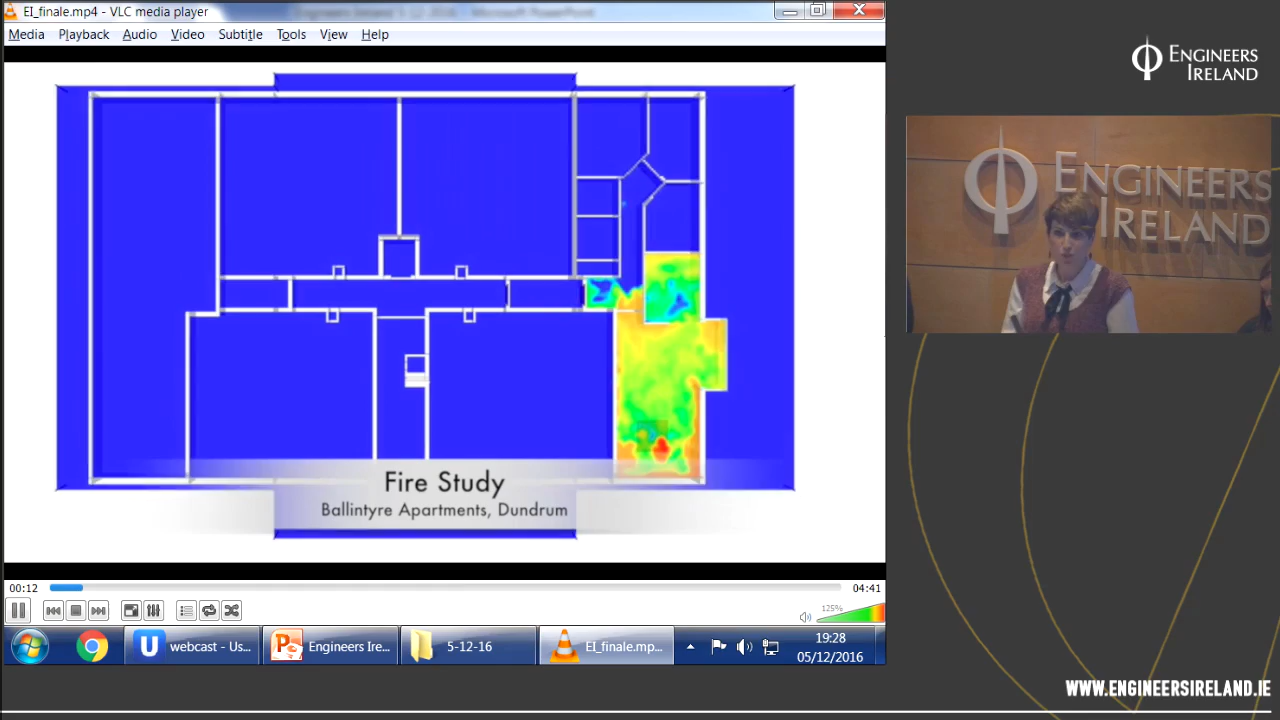 EI_finale.mp4 - VLC media player
Media Playback Audio Video Subtitle Tools View Help
Fire Study
Ballintyre Apartments, Dundrum
00:12
04:41
125%
webcast - Us...
Engineers Ire...
5-12-16
EI_finale.mp...
19:28
05/12/2016
ENGINEERS
IRELAND
ENGINEERS
IRELAND
WWW.ENGINEERSIRELAND.IE